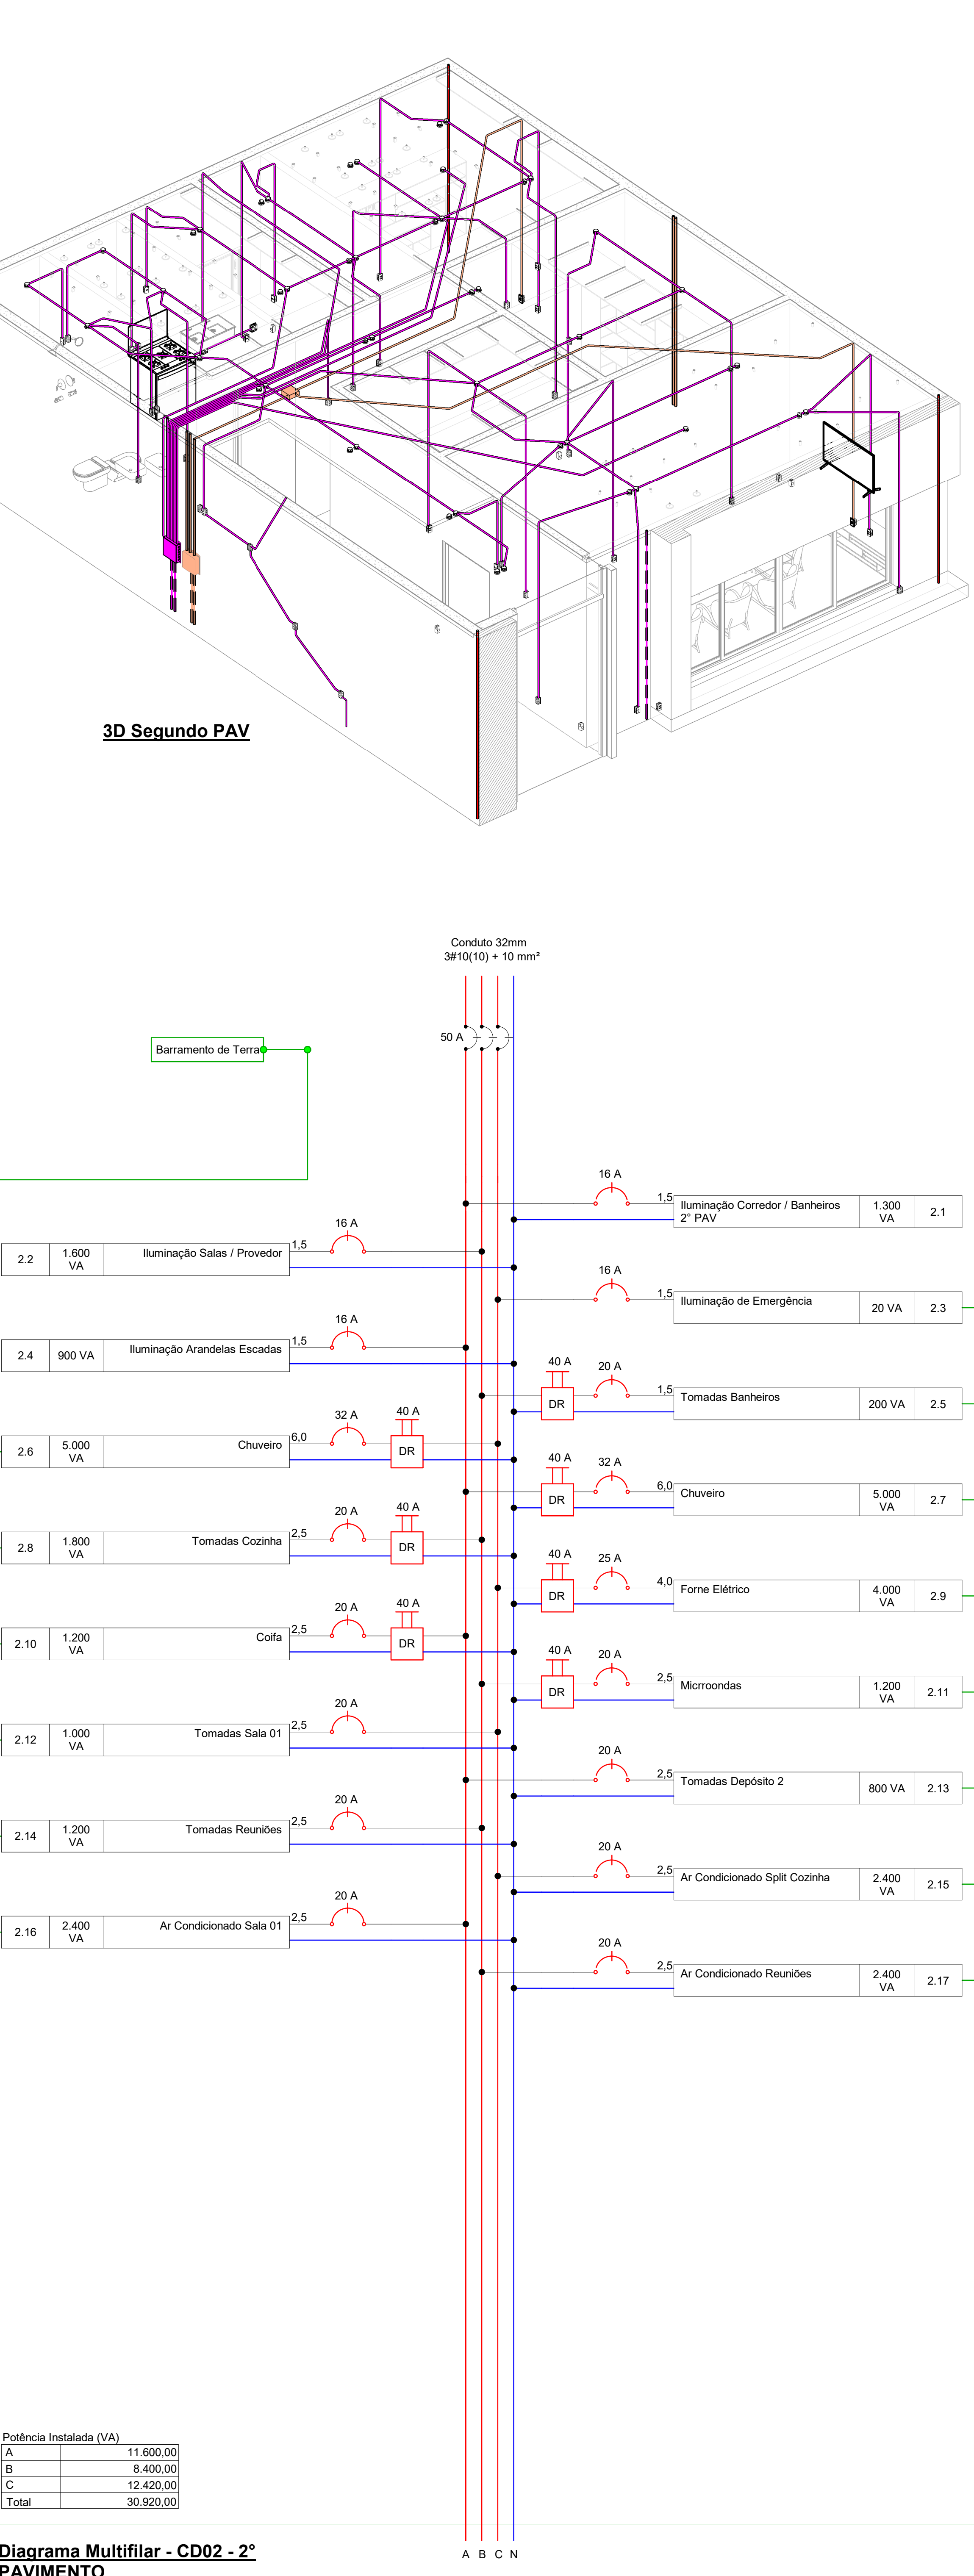 3D Segundo PAV
Conduto 32mm
3#10(10) + 10 mm²
50 A
Barramento de Terra
16 A
1,5
Iluminação Corredor / Banheiros
2° PAV
1.300
VA
2.1
2.2
1.600
VA
Iluminação Salas / Provedor
1,5
16 A
16 A
1,5
Iluminação de Emergência
20 VA
2.3
2.4
900 VA
Iluminação Arandelas Escadas
1,5
16 A
40 A
DR
20 A
1,5
Tomadas Banheiros
200 VA
2.5
2.6
5.000
VA
Chuveiro
6,0
32 A
40 A
DR
40 A
DR
32 A
6,0
Chuveiro
5.000
VA
2.7
2.8
1.800
VA
Tomadas Cozinha
2,5
20 A
40 A
DR
40 A
DR
25 A
4,0
Forne Elétrico
4.000
VA
2.9
2.10
1.200
VA
Coifa
2,5
20 A
40 A
DR
40 A
DR
20 A
2,5
Micrroondas
1.200
VA
2.11
2.12
1.000
VA
Tomadas Sala 01
2,5
20 A
20 A
2,5
Tomadas Depósito 2
800 VA
2.13
2.14
1.200
VA
Tomadas Reuniões
2,5
20 A
20 A
2,5
Ar Condicionado Split Cozinha
2.400
VA
2.15
2.16
2.400
VA
Ar Condicionado Sala 01
2,5
20 A
20 A
2,5
Ar Condicionado Reuniões
2.400
VA
2.17
Potência Instalada (VA)
A 11.600,00
B 8.400,00
C 12.420,00
Total 30.920,00
A B C N
Diagrama Multifilar - CD02 - 2°
PAVIMENTO